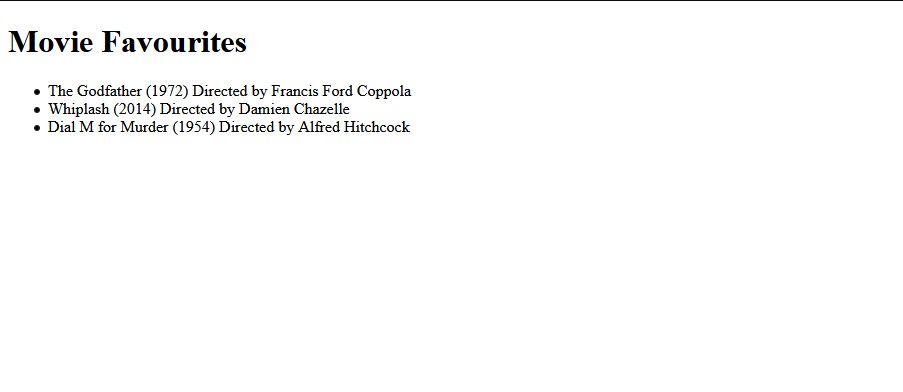 Movie Favourites
The Godfather (1972) Directed by Francis Ford Coppola
Whiplash (2014) Directed by Damien Chazelle
Dial M for Murder (1954) Directed by Alfred Hitchcock